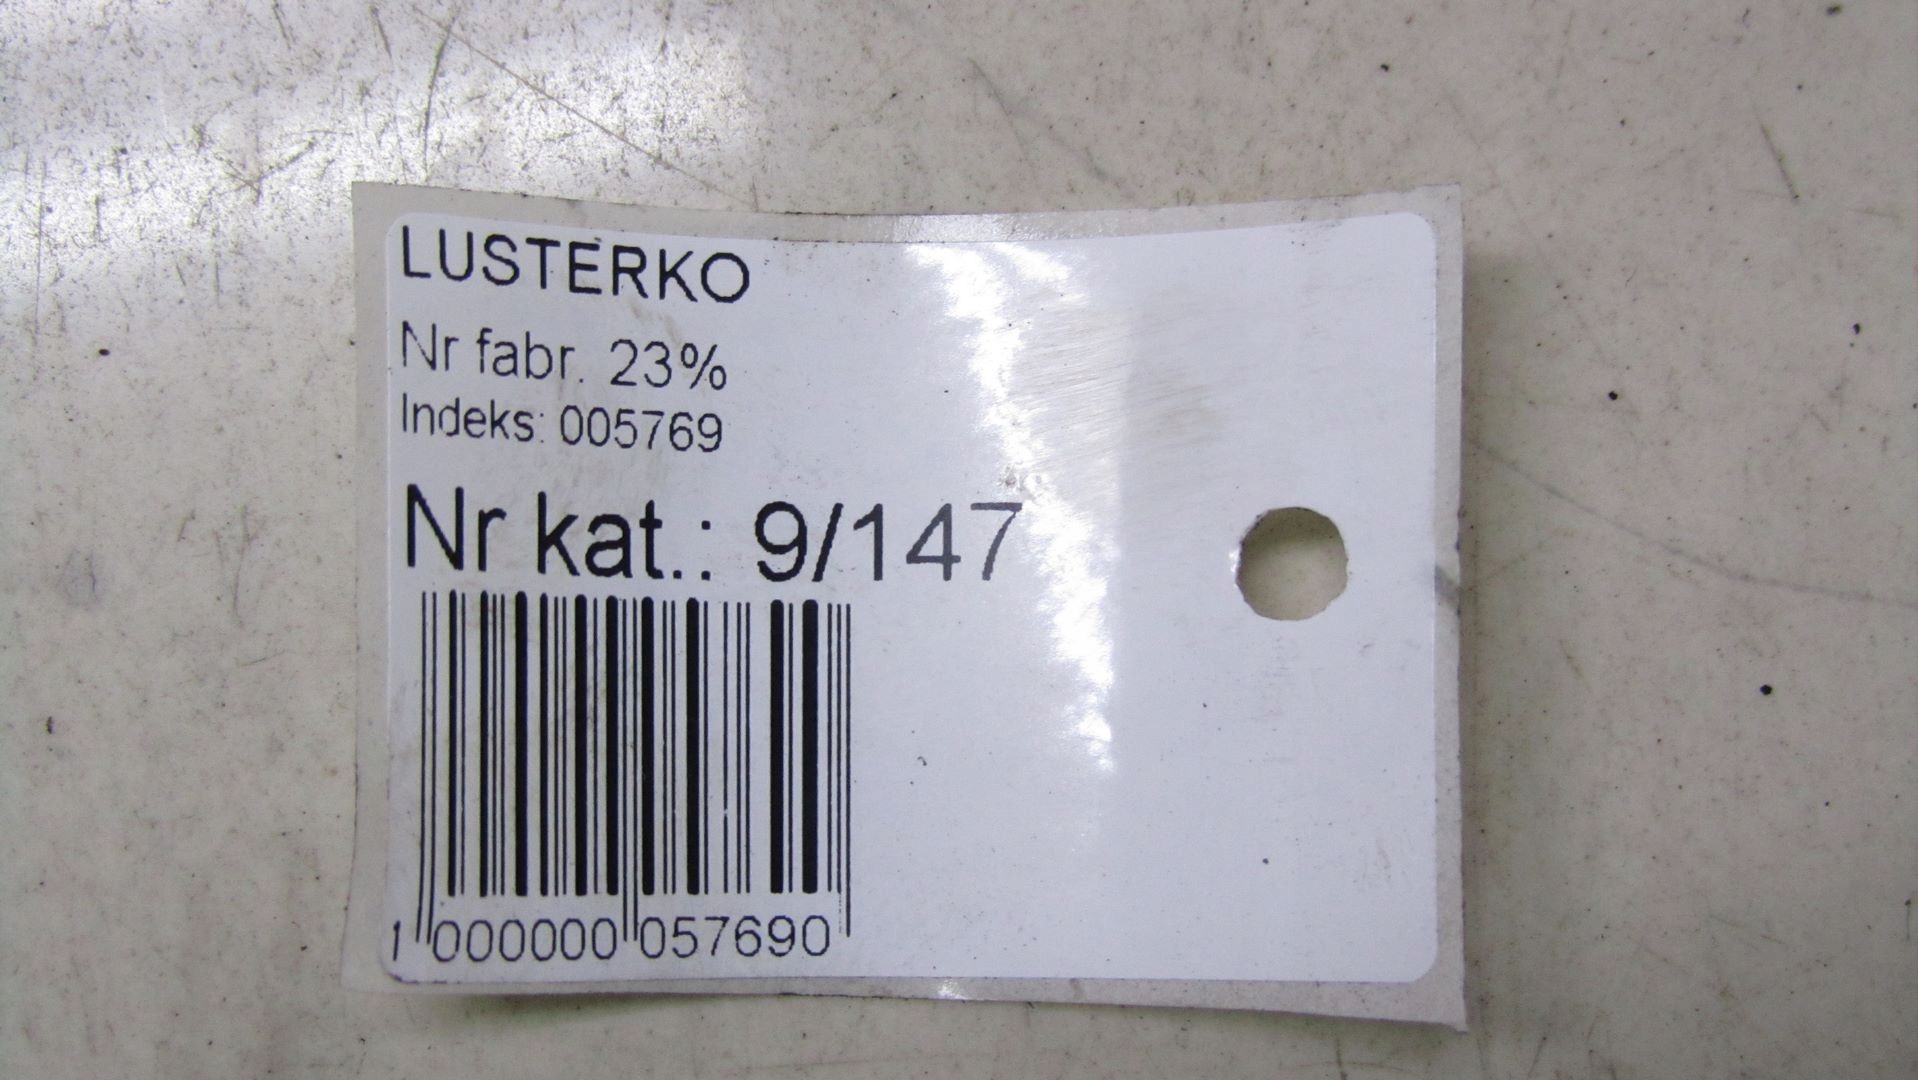 LUSTERKO
Nr fabr. 23%
Indeks: 005769
Nr kat.: 9/147
1 000000 057690